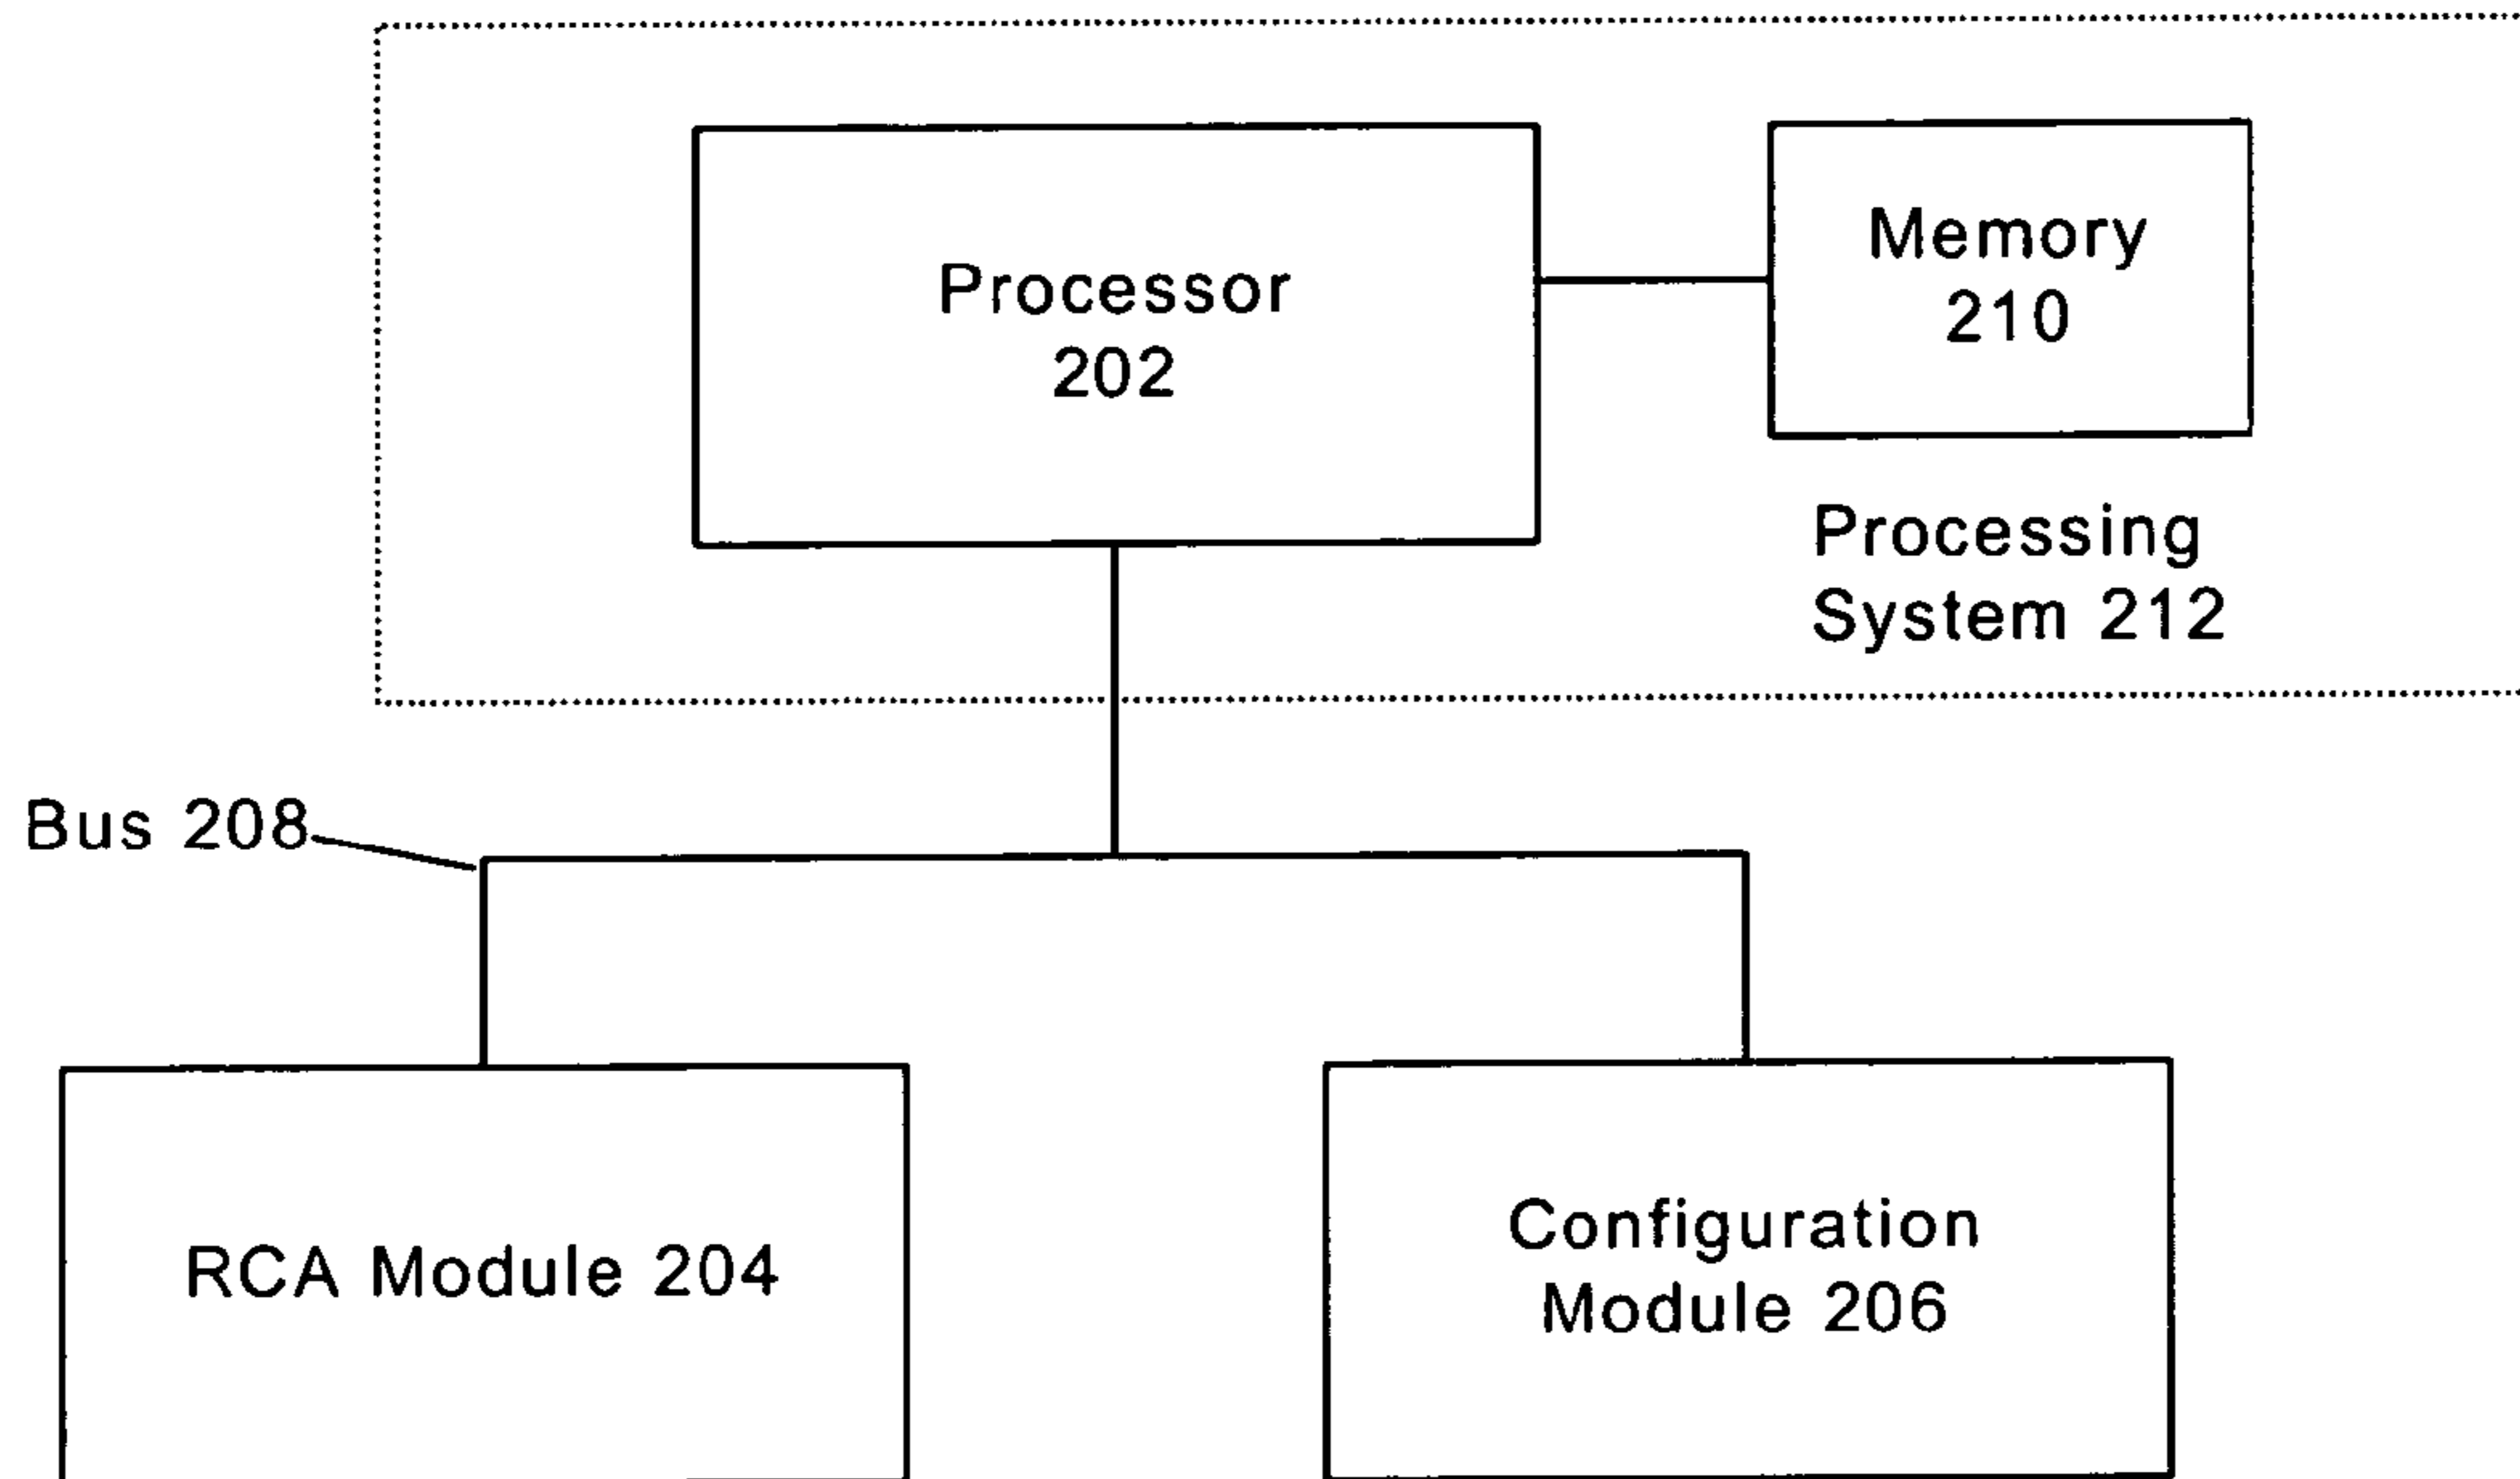 Processor
202
Memory
210
Processing
System 212
Bus 208
RCA Module 204
Configuration
Module 206